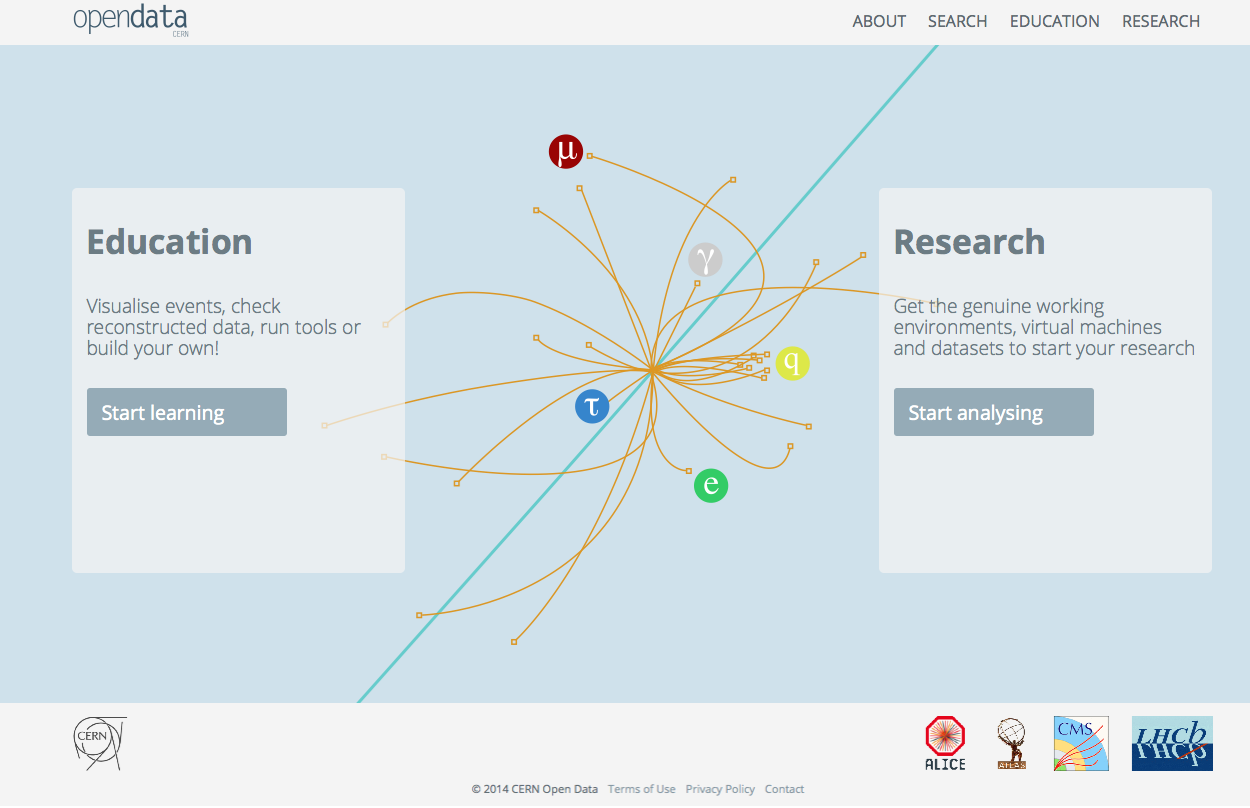 opendata
CERN
ABOUT SEARCH EDUCATION RESEARCH
μ
γ
q
τ
e
Education
Visualise events, check
reconstructed data, run tools or
build your own!
Start learning
Research
Get the genuine working
environments, virtual machines
and datasets to start your research
Start analysing
CERN
ALICE
ATLAS
CMS
LHCb
LHCb
© 2014 CERN Open Data Terms of Use Privacy Policy Contact